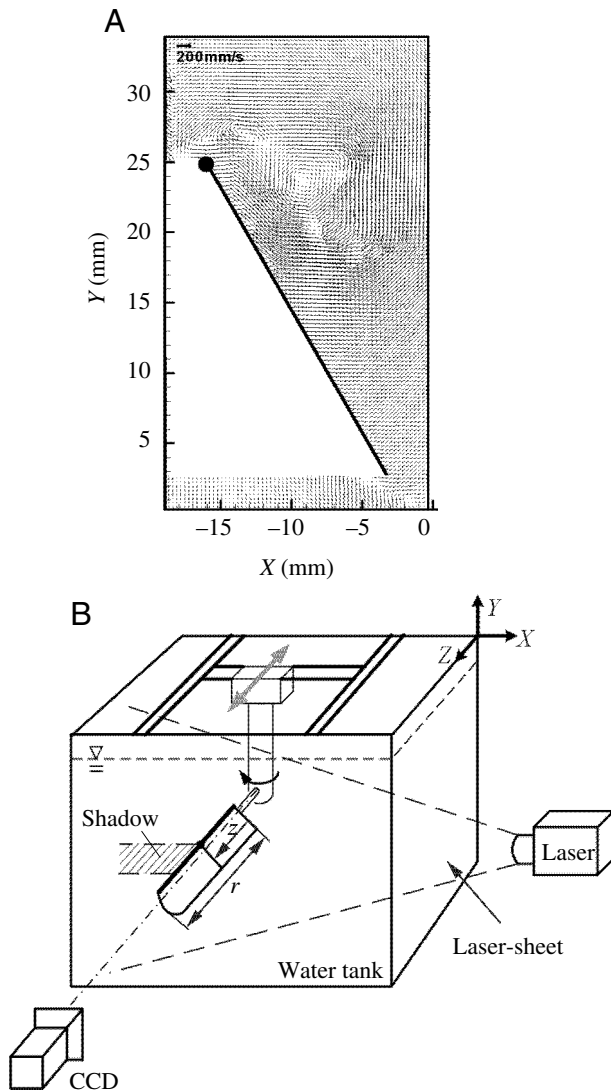 A
200mm/s
30
25
20
15
10
5
Y (mm)
–15
–10
–5
0
X (mm)
B
Y
X
Z
Shadow
z
r
Laser
Laser-sheet
Water tank
CCD